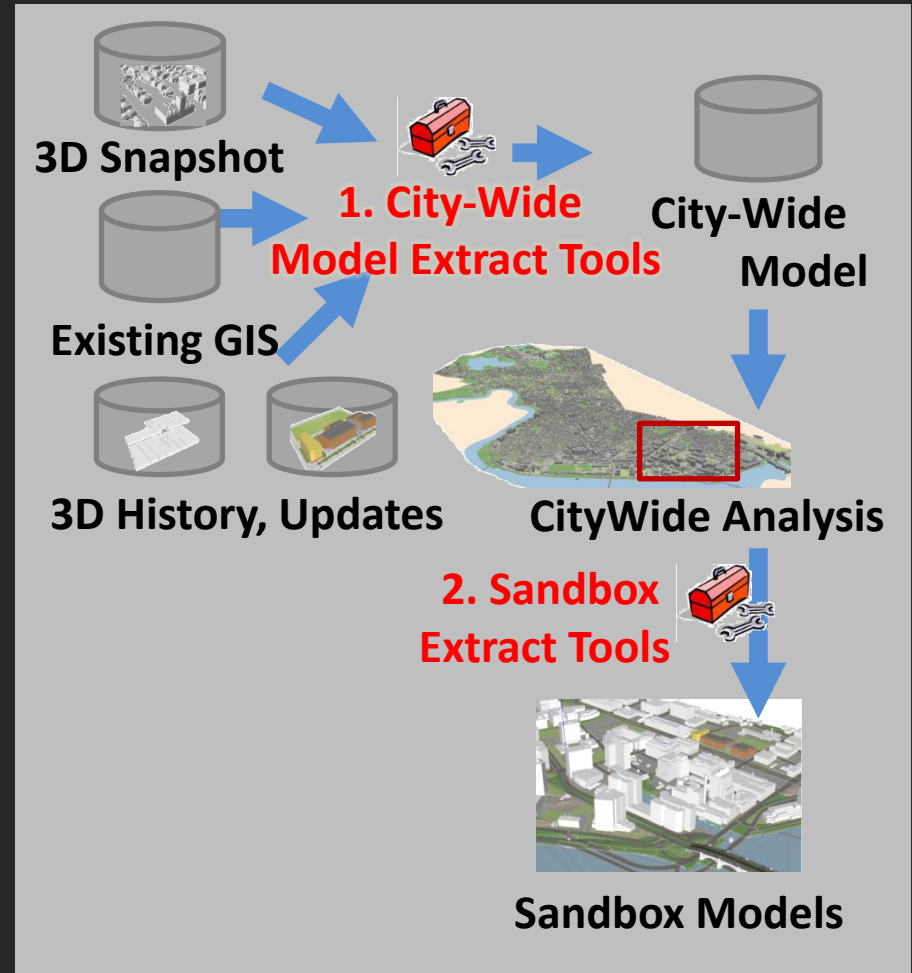 3D Snapshot
1. City-Wide
Model Extract Tools
City-Wide
Model
Existing GIS
3D History, Updates
CityWide Analysis
2. Sandbox
Extract Tools
Sandbox Models